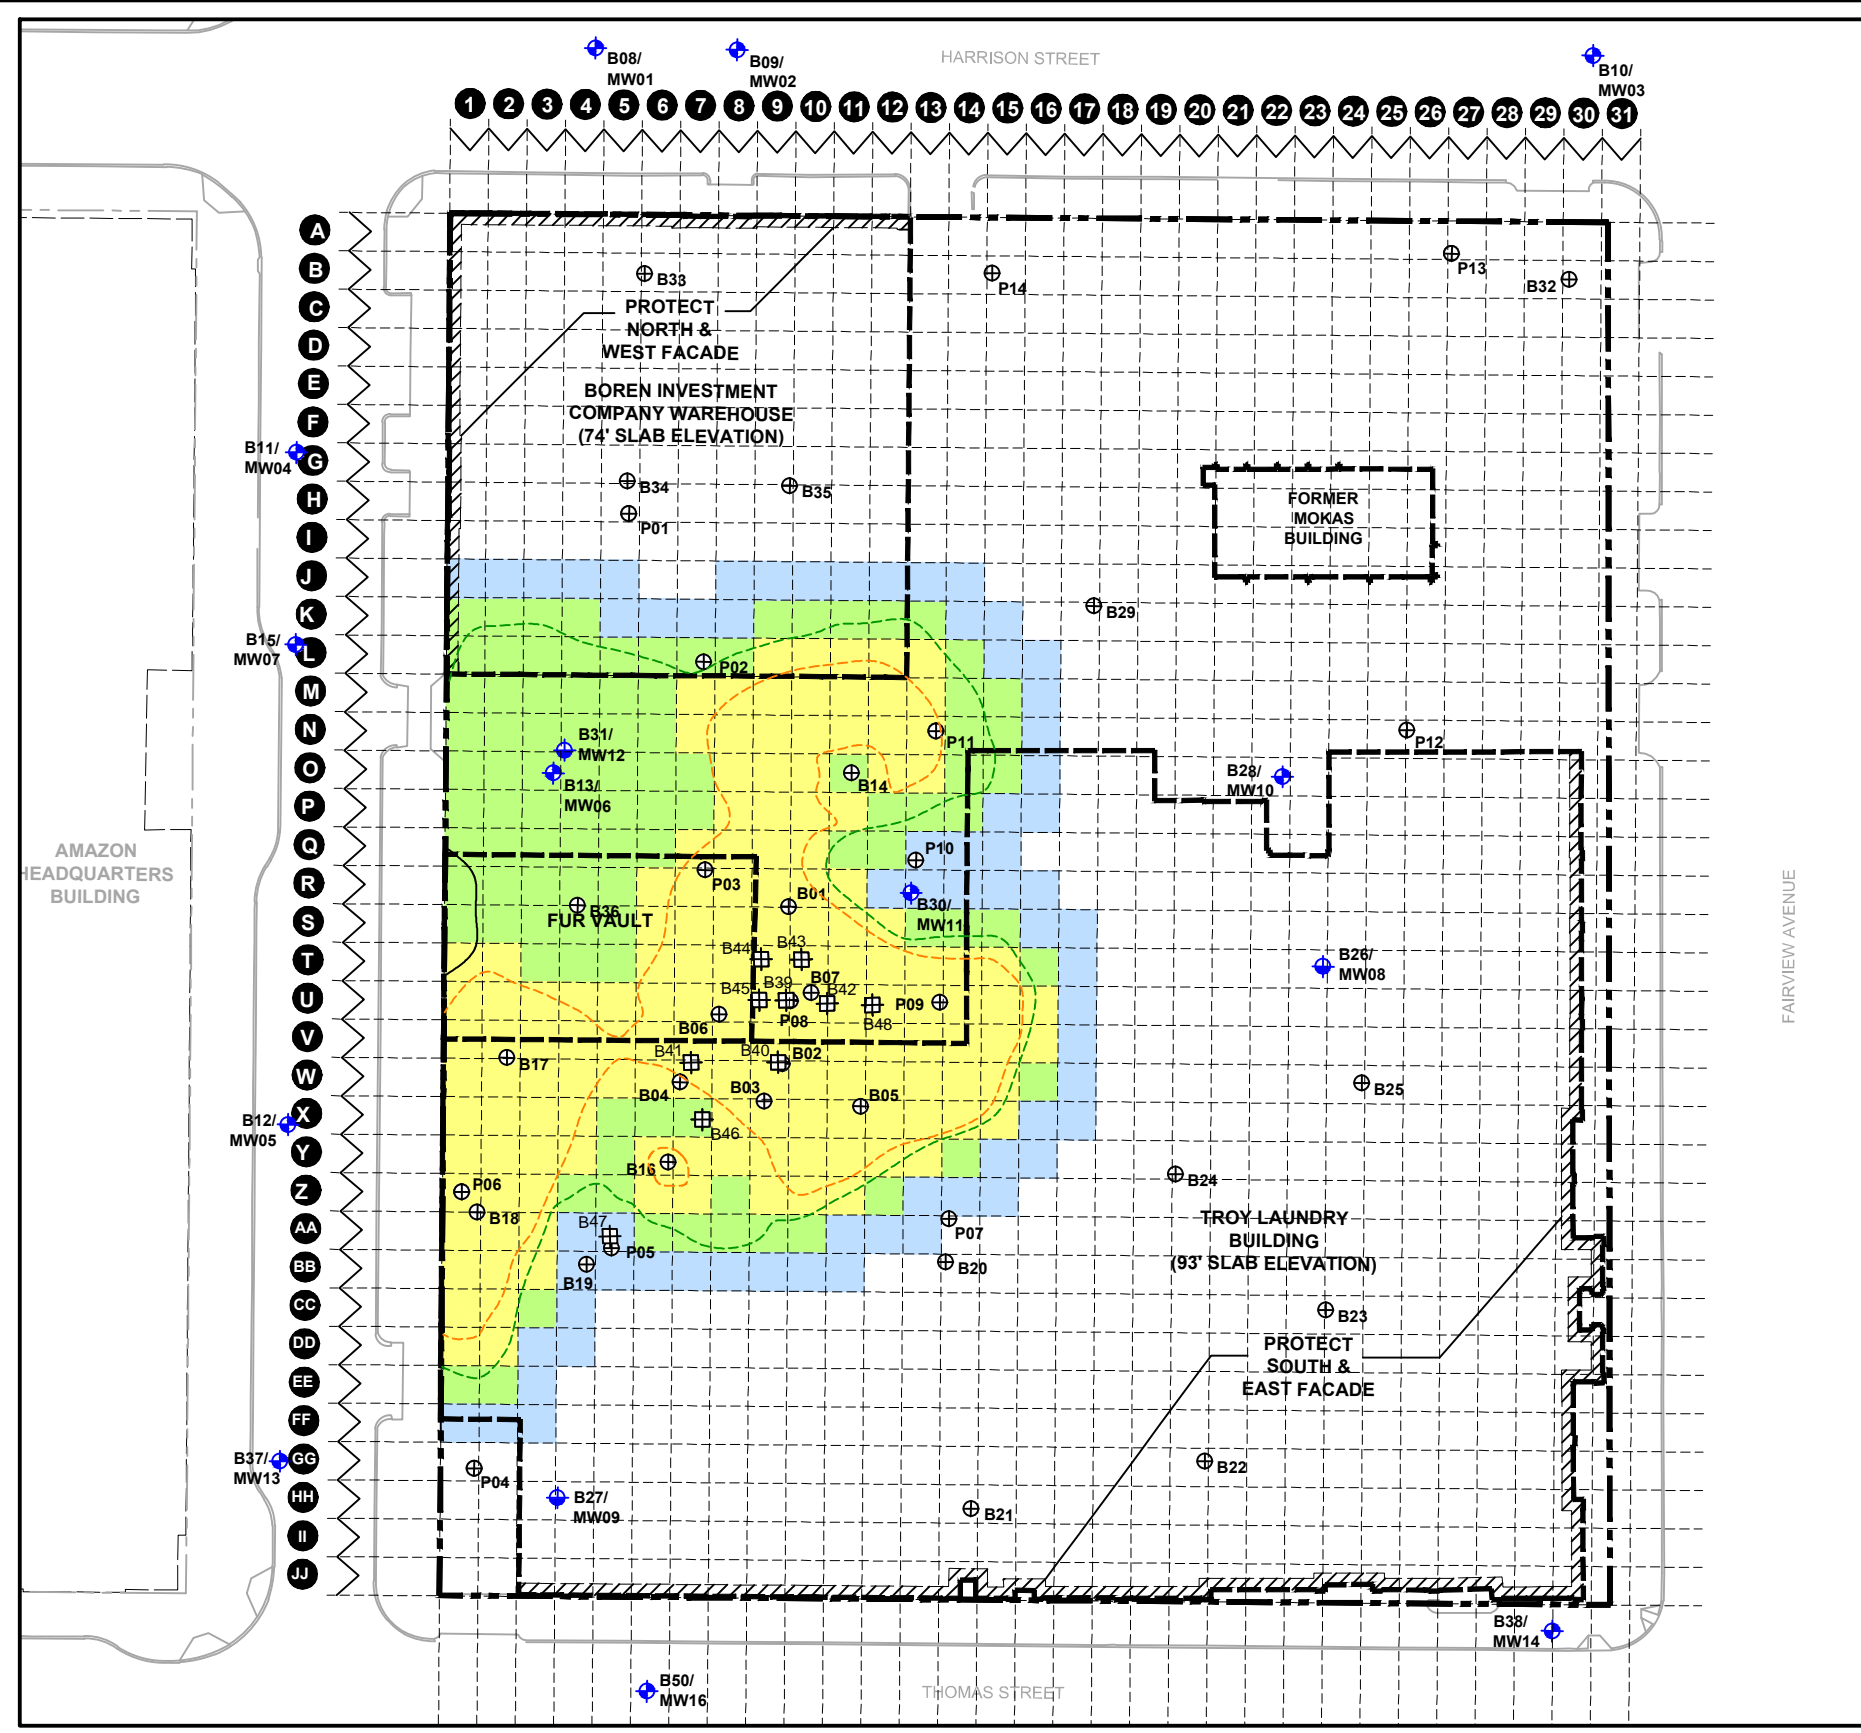 HARRISON STREET
B08/
MW01
B09/
MW02
B10/
MW03
1 2 3 4 5 6 7 8 9 10 11 12 13 14 15 16 17 18 19 20 21 22 23 24 25 26 27 28 29 30 31
A
B
C
D
E
F
G
H
I
J
K
L
M
N
O
P
Q
R
S
T
U
V
W
X
Y
Z
AA
BB
CC
DD
EE
FF
GG
HH
II
JJ
B33
P14
P13
B32
PROTECT
NORTH &
WEST FACADE
BOREN INVESTMENT
COMPANY WAREHOUSE
(74' SLAB ELEVATION)
B11/
MW04
B34
B35
P01
FORMER
MOKAS
BUILDING
B29
B15/
MW07
P02
B31/
MW12
P11
P12
B13/
MW06
B14
B28/
MW10
AMAZON
HEADQUARTERS
BUILDING
P10
P03
B01
B30/
MW11
B36
FUR VAULT
FAIRVIEW AVENUE
B44
B43
B26/
MW08
B07
B45
B39
B42
P09
P08
B48
B06
B41
B40
B02
B17
B04
B03
B05
B25
B12/
MW05
B46
B16
B24
P06
B18
B47
P05
P07
TROY LAUNDRY
BUILDING
(93' SLAB ELEVATION)
B19
B20
B23
PROTECT
SOUTH &
EAST FACADE
B37/
MW13
P04
B22
B27/
MW09
B21
B38/
MW14
B50/
MW16
THOMAS STREET